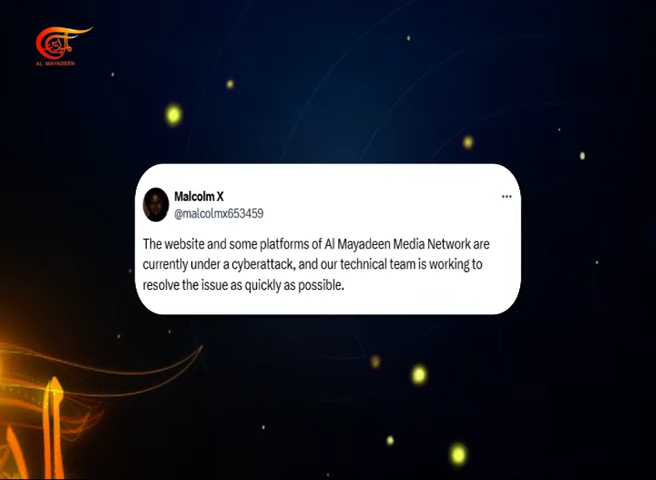 AL MAYADEEN
Malcolm X
@malcolmx653459
The website and some platforms of Al Mayadeen Media Network are
currently under a cyberattack, and our technical team is working to
resolve the issue as quickly as possible.